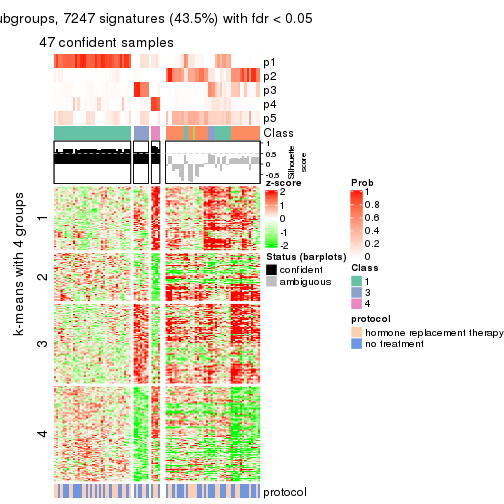 ubgroups, 7247 signatures (43.5%) with fdr < 0.05
47 confident samples
p1
p2
p3
p4
p5
Class
1
0.5
0
-0.5
Silhouette
score
k-means with 4 groups
1
2
3
4
protocol
z-score
2
1
0
-1
-2
Status (barplots)
confident
ambiguous
Prob
1
0.8
0.6
0.4
0.2
0
Class
1
3
4
protocol
hormone replacement therapy
no treatment